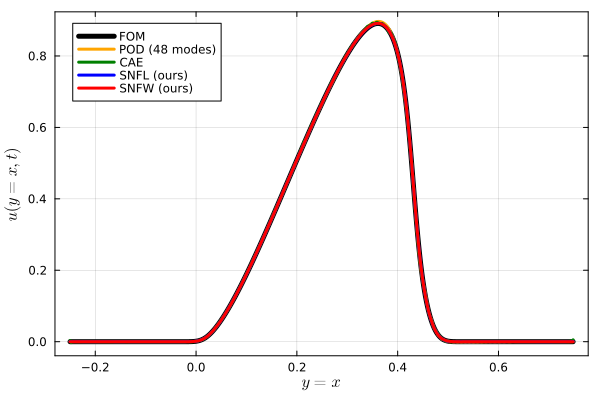 FOM
POD (48 modes)
CAE
SNFL (ours)
SNFW (ours)
0.8
0.6
0.4
0.2
0.0
u(y = x, t)
−0.2 0.0 0.2 0.4 0.6
y = x